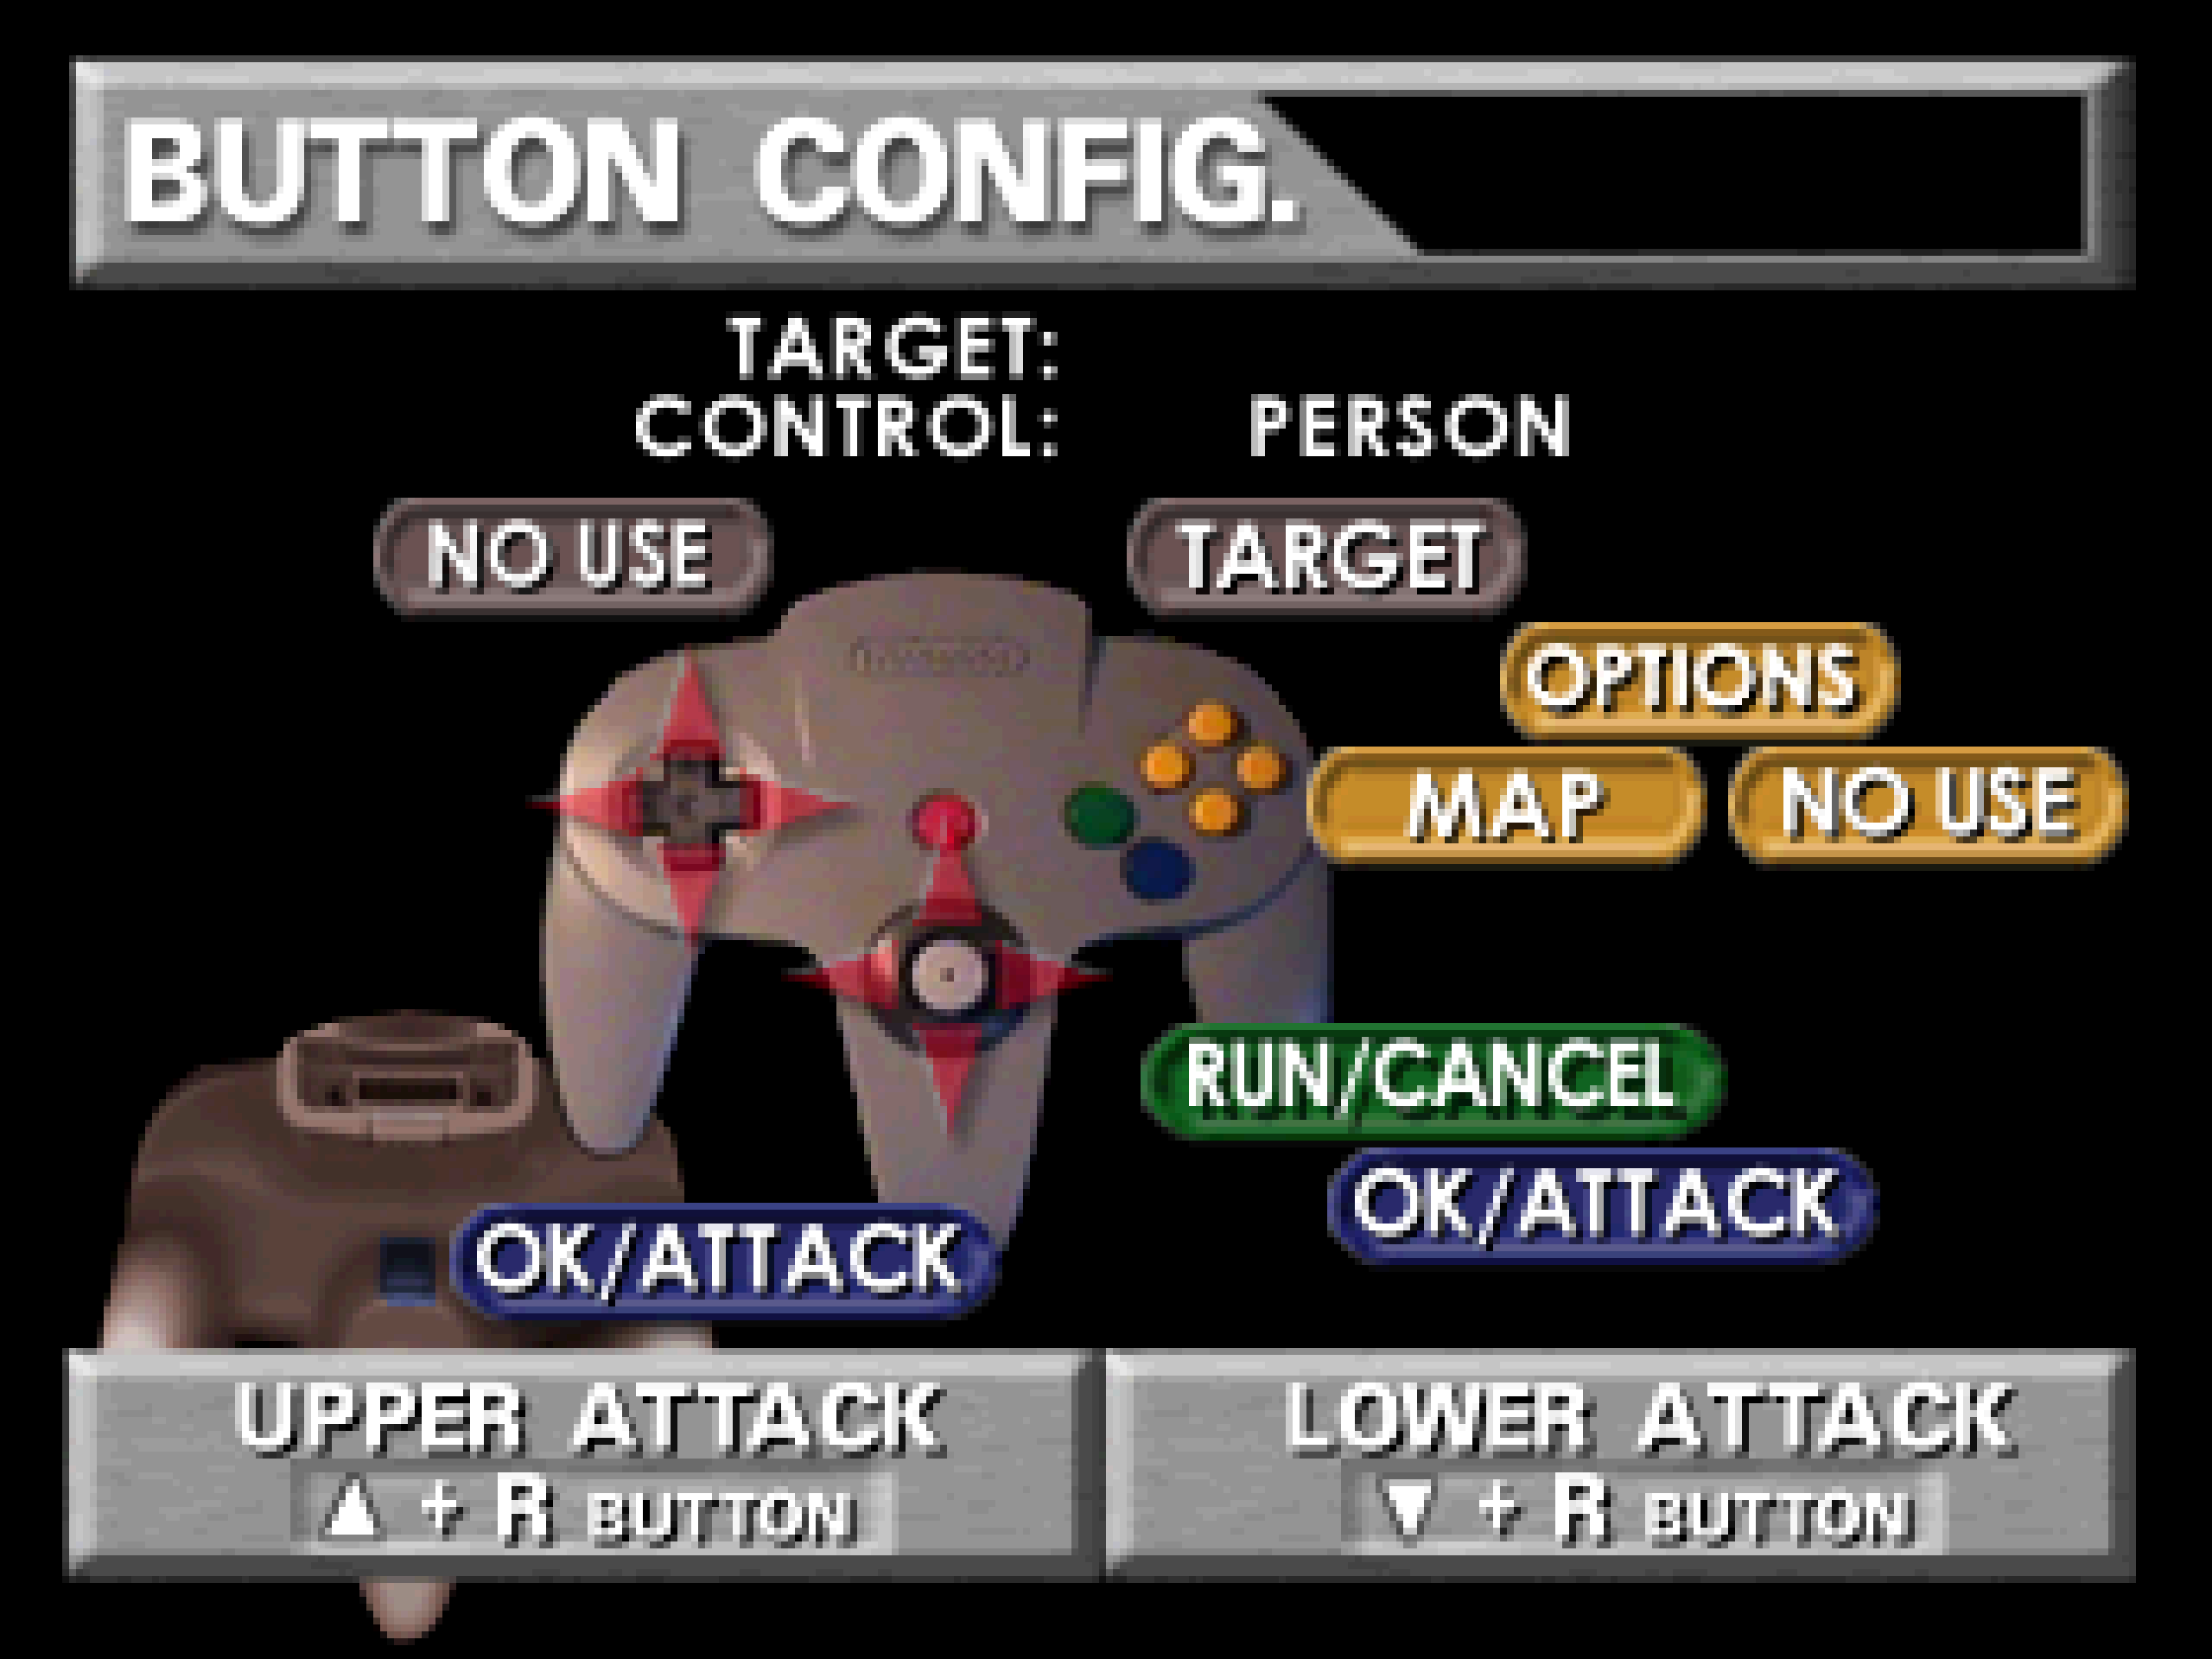 BUTTON CONFIG.
TARGET:
CONTROL: PERSON
NO USE
TARGET
OPTIONS
MAP
NO USE
RUN/CANCEL
OK/ATTACK
OK/ATTACK
UPPER ATTACK
▲ + R BUTTON
LOWER ATTACK
▼ + R BUTTON